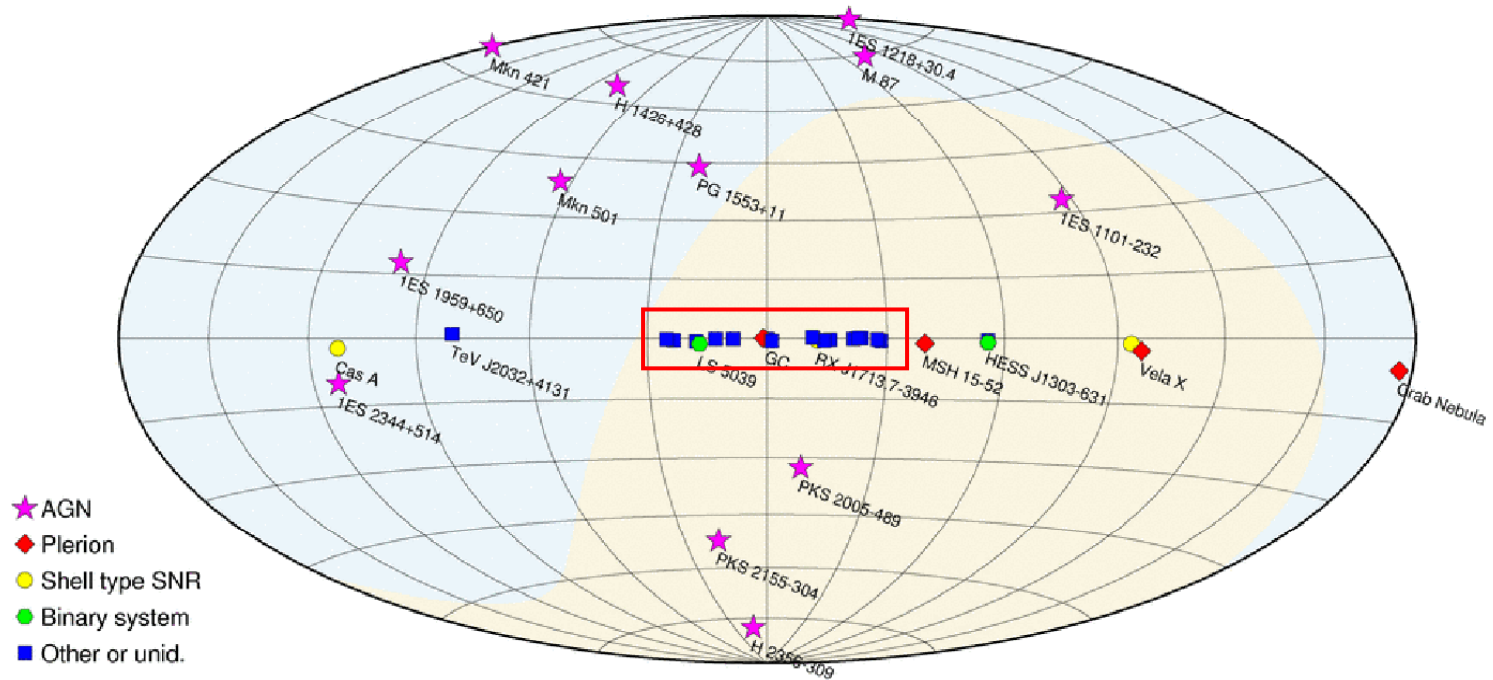 1ES 1218+30.4
Mkn 421
M 87
H 1426+428
PG 1553+11
Mkn 501
1ES 1101-232
1ES 1959+650
TeV J2032+4131
Cas A
LS 5039
GC
RX J1713.7-3946
MSH 15-52
HESS J1303-631
Vela X
Crab Nebula
1ES 2344+514
PKS 2005-489
PKS 2155-304
H 2356-309
AGN
Plerion
Shell type SNR
Binary system
Other or unid.